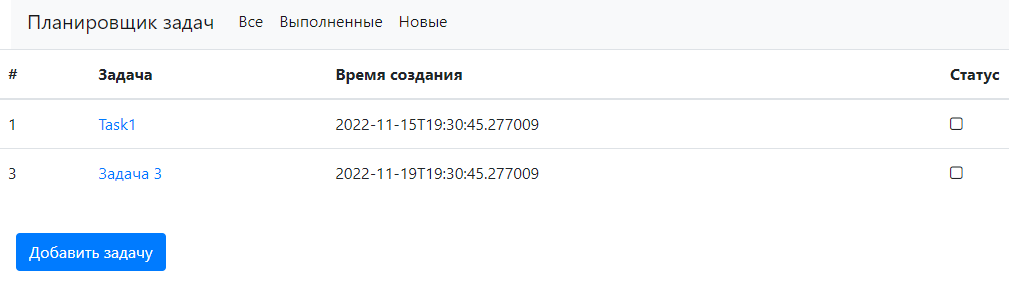 Планировщик задач Все Выполненные Новые
# Задача Время создания Статус
1 Task1 2022-11-15T19:30:45.277009
3 Задача 3 2022-11-19T19:30:45.277009
Добавить задачу